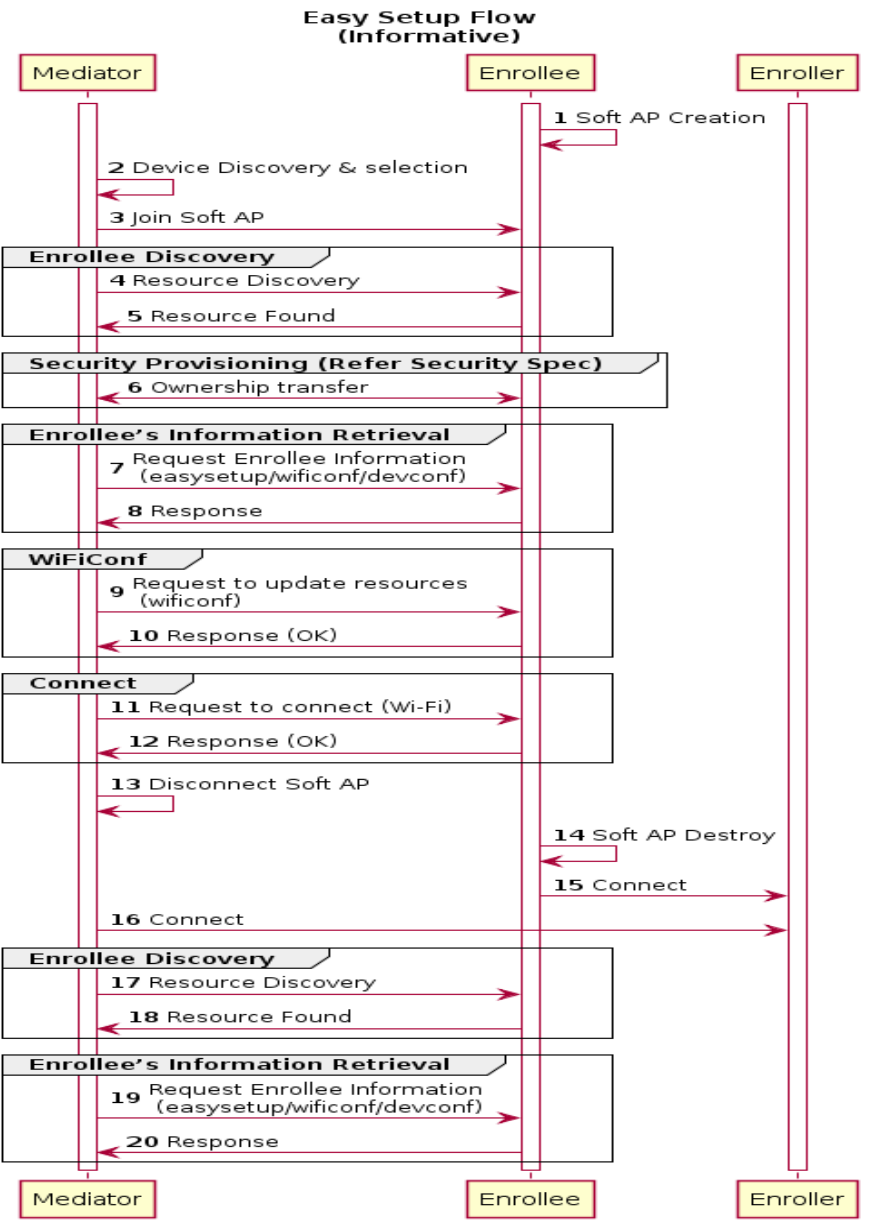 Easy Setup Flow
(Informative)
Mediator
Enrollee
Enroller
1 Soft AP Creation
2 Device Discovery & selection
3 Join Soft AP
Enrollee Discovery
4 Resource Discovery
5 Resource Found
Security Provisioning (Refer Security Spec)
6 Ownership transfer
Enrollee’s Information Retrieval
7 Request Enrollee Information
(easysetup/wificonf/devconf)
8 Response
WiFiConf
9 Request to update resources
(wificonf)
10 Response (OK)
Connect
11 Request to connect (Wi-Fi)
12 Response (OK)
13 Disconnect Soft AP
14 Soft AP Destroy
15 Connect
16 Connect
Enrollee Discovery
17 Resource Discovery
18 Resource Found
Enrollee’s Information Retrieval
19 Request Enrollee Information
(easysetup/wificonf/devconf)
20 Response
Mediator
Enrollee
Enroller